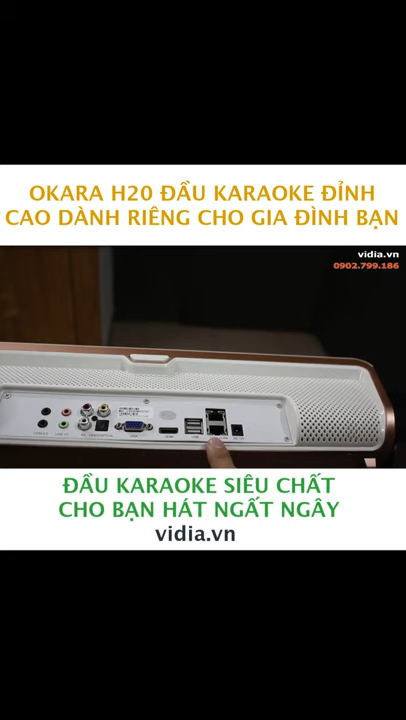 OKARA H20 ĐẦU KARAOKE ĐỈNH
CAO DÀNH RIÊNG CHO GIA ĐÌNH BẠN
vidia.vn
0902.799.186
ĐẦU KARAOKE SIÊU CHẤT
CHO BẠN HÁT NGẤT NGÂY
vidia.vn